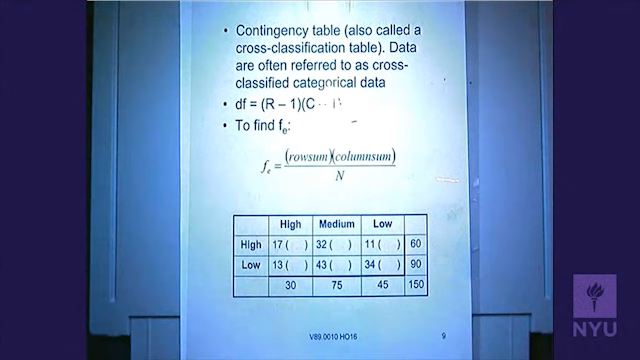 • Contingency table (also called a
cross-classification table). Data
are often referred to as cross-
classified categorical data
• df = (R – 1)(C
• To find fe:
fe = (rowsum)(columnsum) / N
High Medium Low
High 17 ( ) 32 ( ) 11 ( ) 60
Low 13 ( ) 43 ( ) 34 ( ) 90
30 75 45 150
V89.0010 HO16 9
NYU